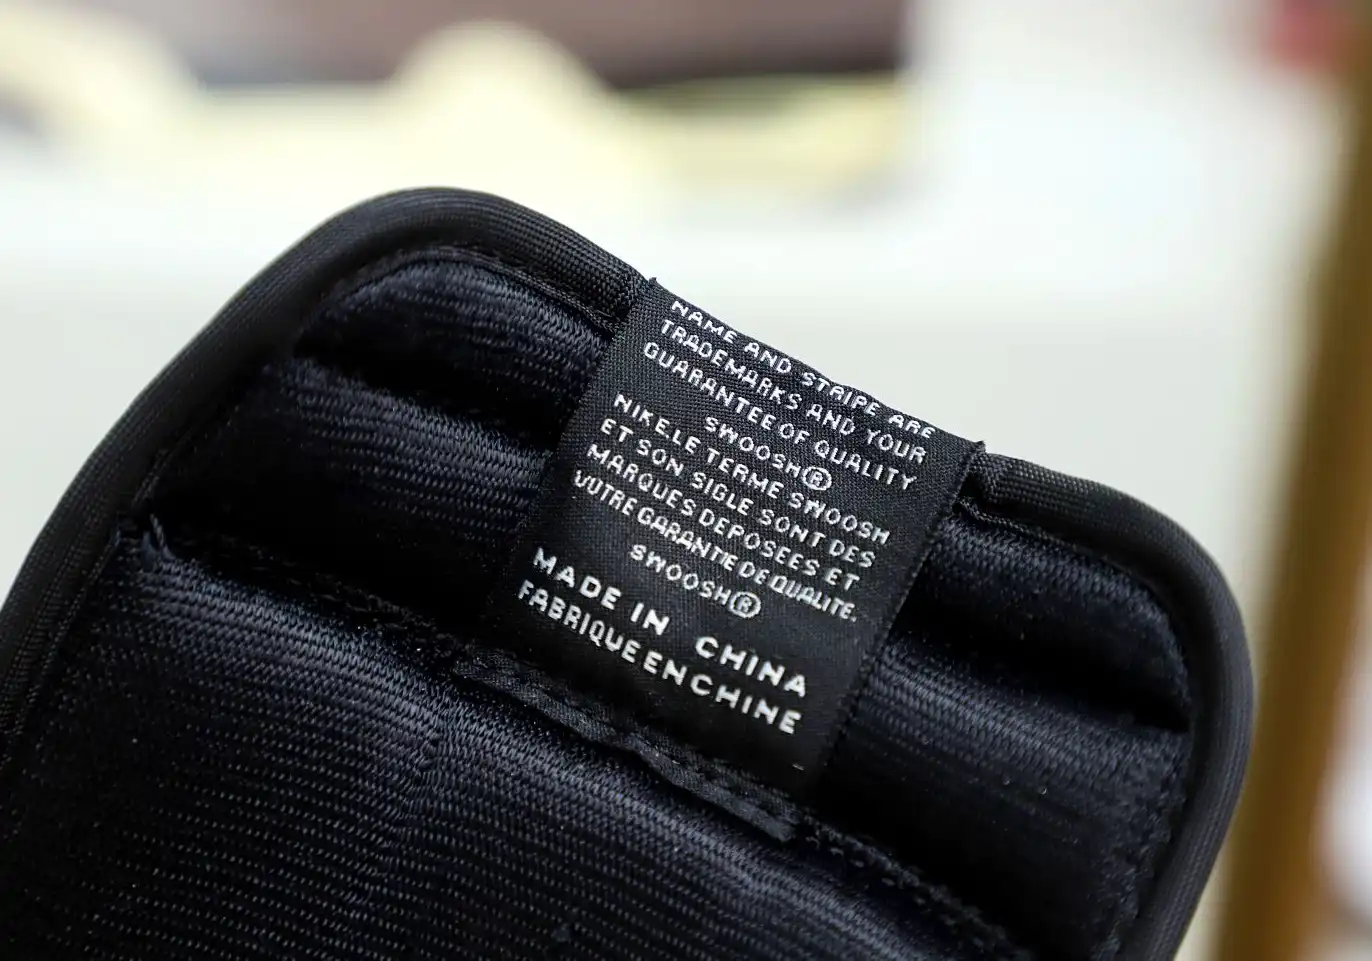 NAME AND STRIPE ARE
TRADEMARKS AND YOUR
GUARANTEE OF QUALITY
SWOOSH®
NIKE.LE TERME SWOOSH
ET SON SIGLE SONT DES
MARQUES DEPOSEES ET
VOTRE GARANTIE DE QUALITE.
SWOOSH®
MADE IN CHINA
FABRIQUE EN CHINE